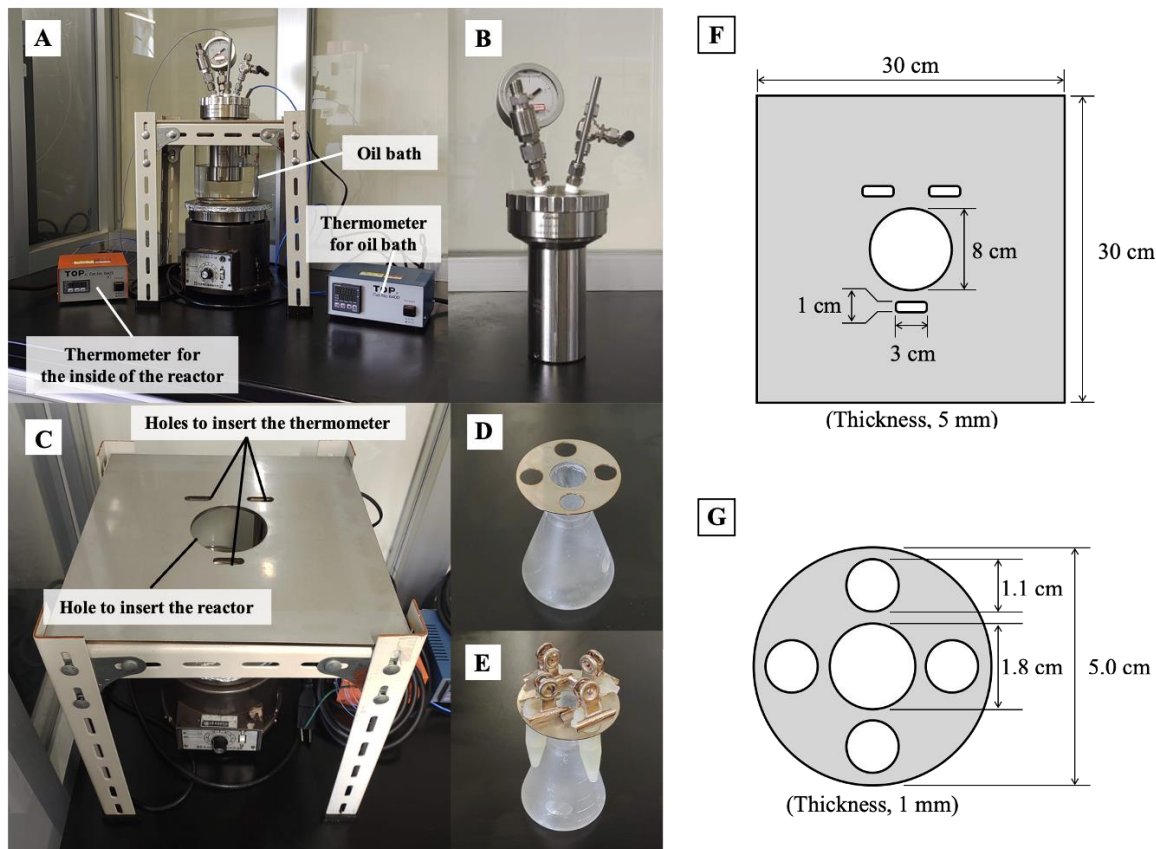 A
Oil bath
Thermometer
for oil bath
TOP
TOP
Thermometer for
the inside of the reactor
B
C
Holes to insert the thermometer
Hole to insert the reactor
D
E
F
30 cm
8 cm
30 cm
1 cm
3 cm
(Thickness, 5 mm)
G
1.1 cm
1.8 cm
5.0 cm
(Thickness, 1 mm)